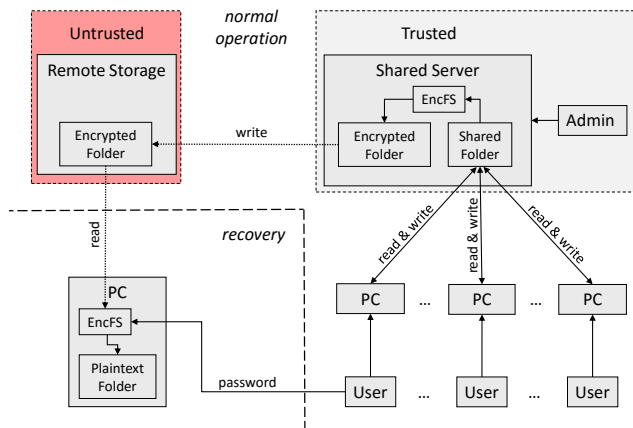 Untrusted
normal
operation
Trusted
Remote Storage
Shared Server
EncFS
Admin
Encrypted
Folder
write
Encrypted
Folder
Shared
Folder
read
recovery
read & write
read & write
read & write
PC
EncFS
Plaintext
Folder
PC
...
PC
...
PC
password
User
...
User
...
User